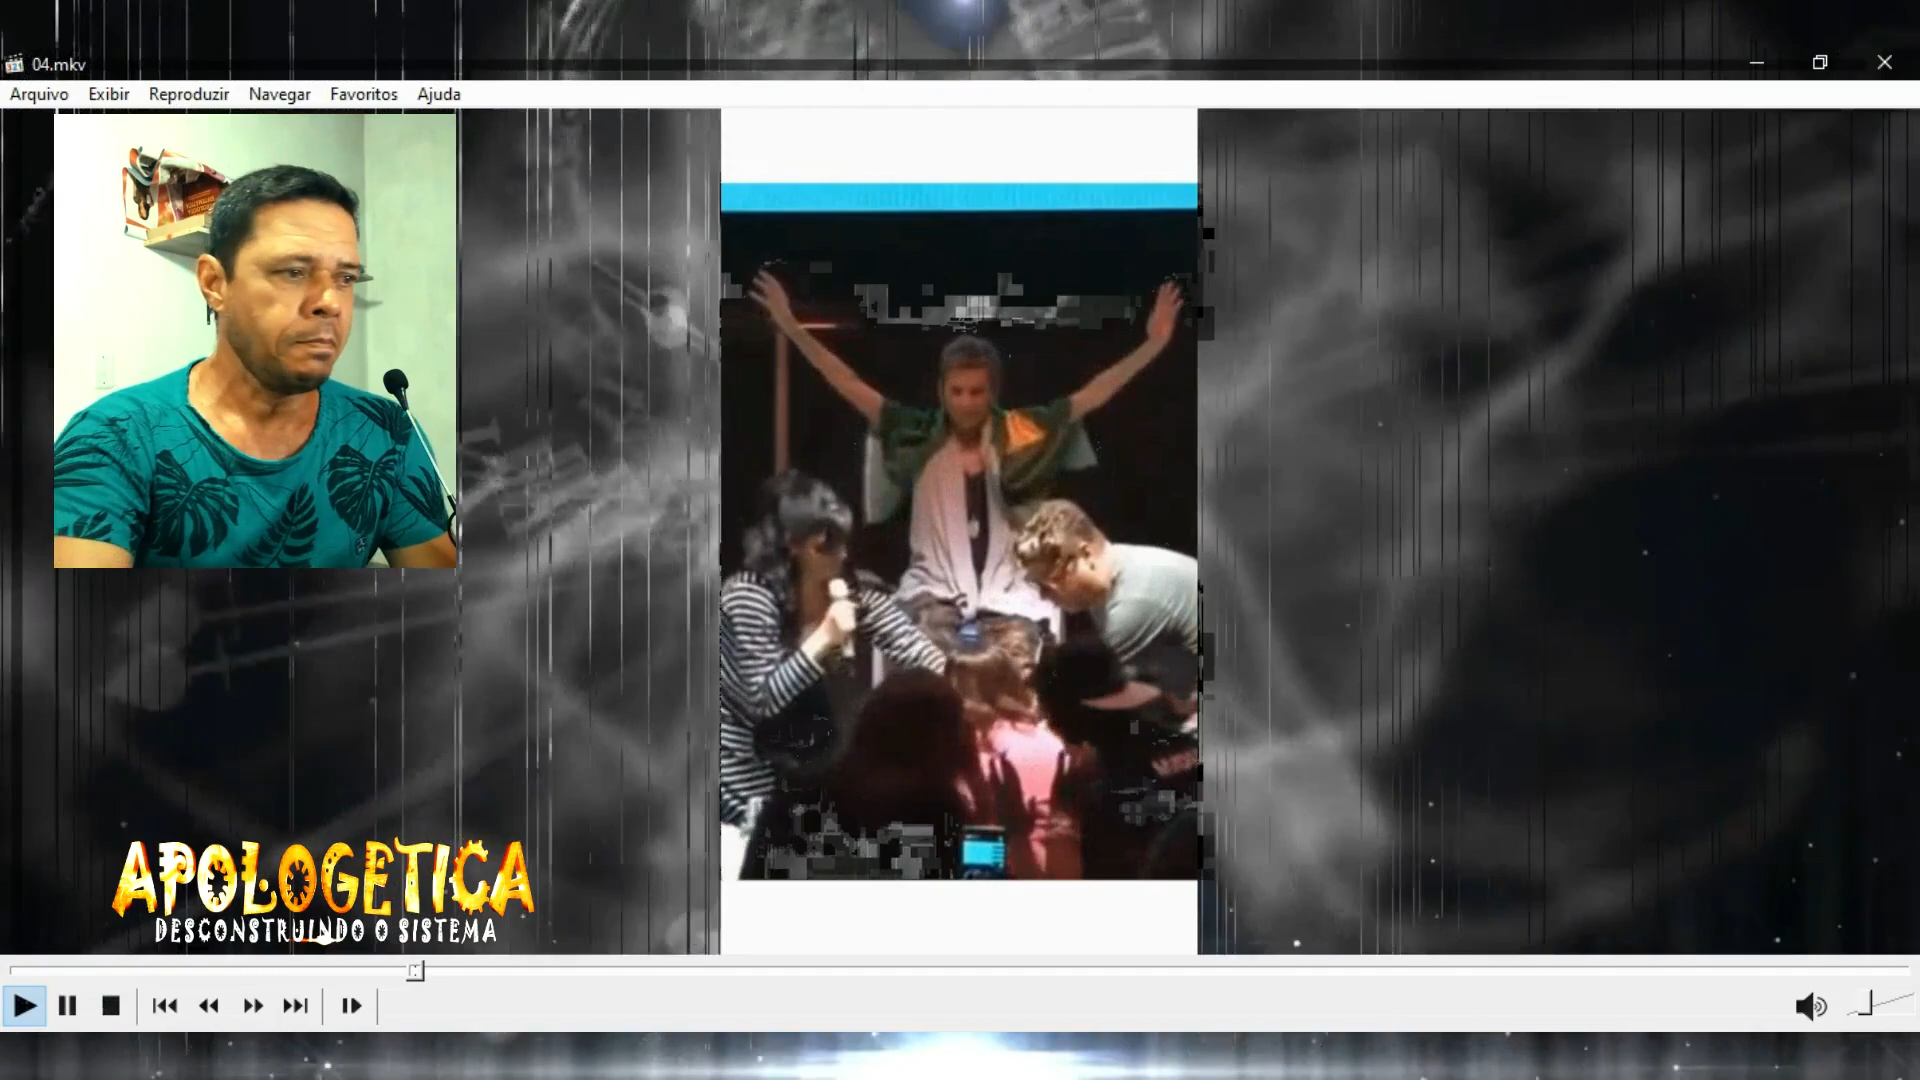 04.mkv
Arquivo Exibir Reproduzir Navegar Favoritos Ajuda
APOLOGETICA
DESCONSTRUINDO O SISTEMA